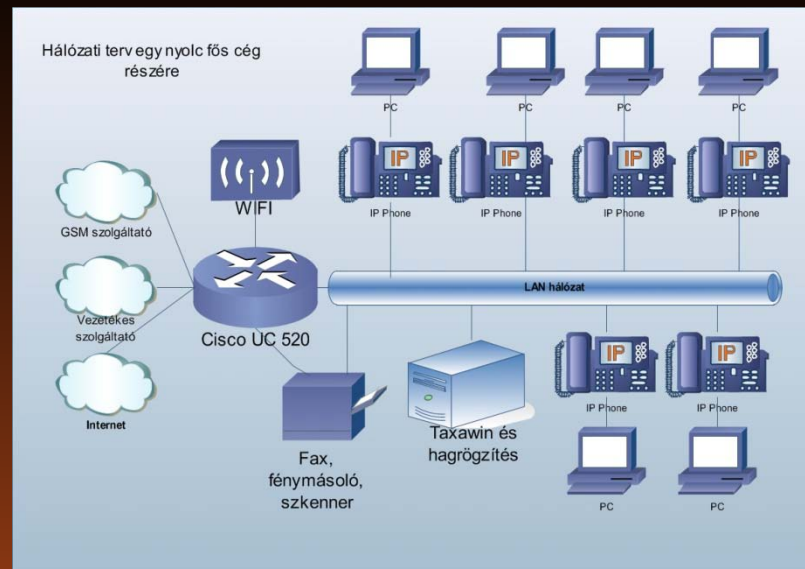 Hálózati terv egy nyolc fős cég
részére
PC
PC
PC
PC
IP
IP
IP
IP
IP Phone
IP Phone
IP Phone
IP Phone
WIFI
GSM szolgáltató
LAN hálózat
Vezetékes
szolgáltató
Cisco UC 520
Internet
IP
IP
IP Phone
IP Phone
Taxawin és
hagrögzítés
Fax,
fénymásoló,
szkenner
PC
PC